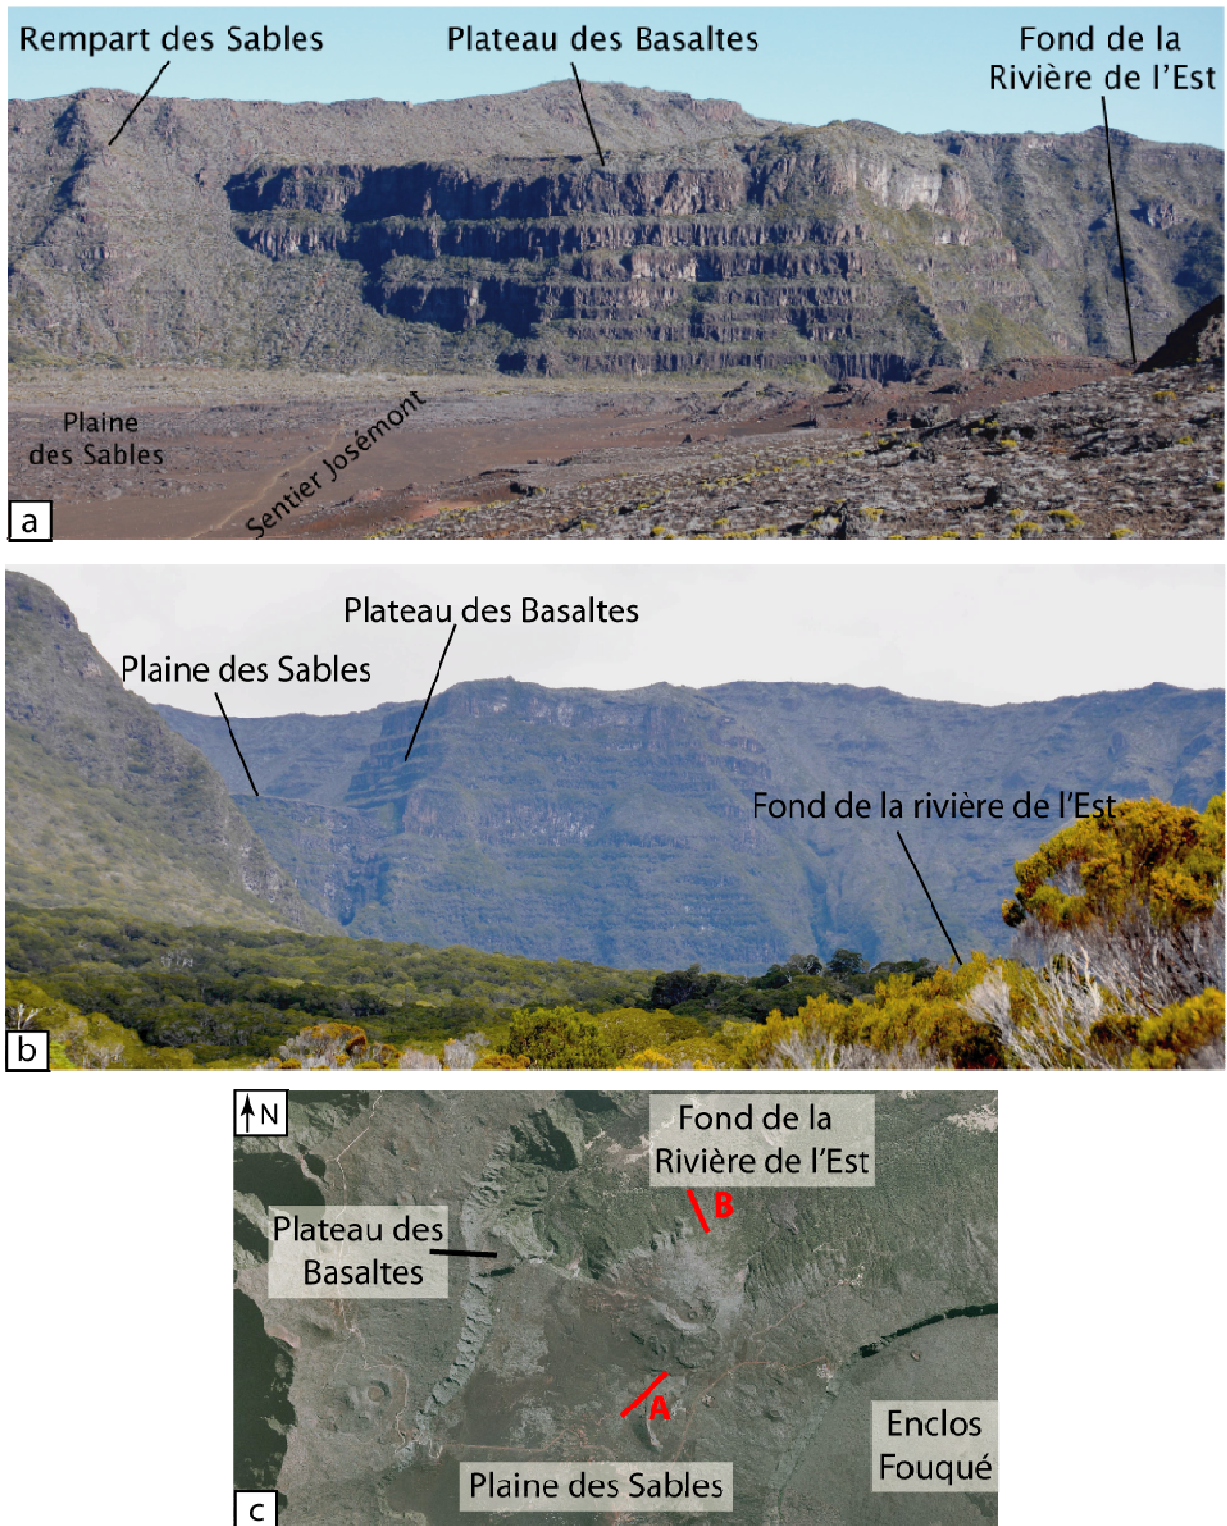 Rempart des Sables
Plateau des Basaltes
Fond de la
Rivière de l'Est
Plaine
des Sables
Sentier Josémont
a
Plateau des Basaltes
Plaine des Sables
Fond de la rivière de l'Est
b
N
Fond de la
Rivière de l'Est
B
Plateau des
Basaltes
A
Enclos
Fouqué
Plaine des Sables
c